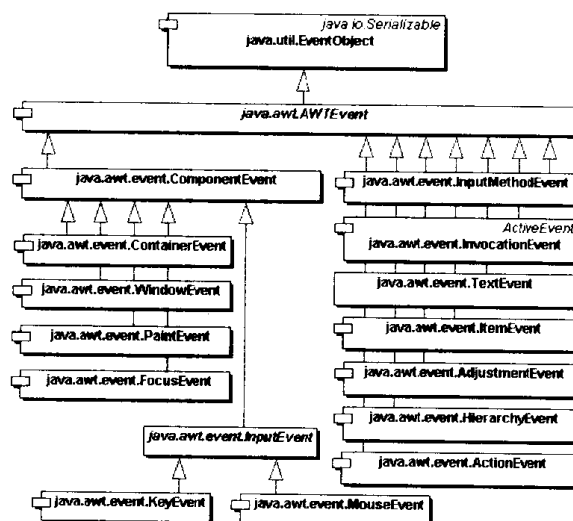 java.io.Serializable
java.util.EventObject
java.awt.AWTEvent
java.awt.event.ComponentEvent
java.awt.event.ContainerEvent
java.awt.event.WindowEvent
java.awt.event.PaintEvent
java.awt.event.FocusEvent
java.awt.event.InputEvent
java.awt.event.KeyEvent
java.awt.event.MouseEvent
java.awt.event.InputMethodEvent
ActiveEvent
java.awt.event.InvocationEvent
java.awt.event.TextEvent
java.awt.event.ItemEvent
java.awt.event.AdjustmentEvent
java.awt.event.HierarchyEvent
java.awt.event.ActionEvent